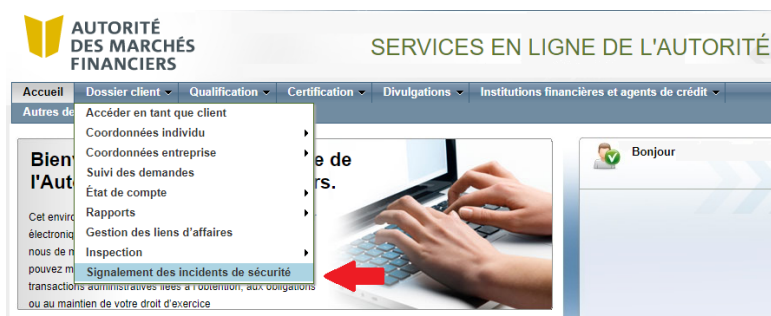 AUTORITÉ
DES MARCHÉS
FINANCIERS
SERVICES EN LIGNE DE L'AUTORITÉ
Accueil Dossier client Qualification Certification Divulgations Institutions financières et agents de crédit
Autres de
Accéder en tant que client
Coordonnées individu
Coordonnées entreprise
Suivi des demandes
État de compte
Rapports
Gestion des liens d'affaires
Inspection
Signalement des incidents de sécurité
Bien e de
l'Aut rs.
Cet enviro
électroniq
nous de n
pouvez m
transactions administratives liées à l'obtention, aux obligations
ou au maintien de votre droit d'exercice
Bonjour